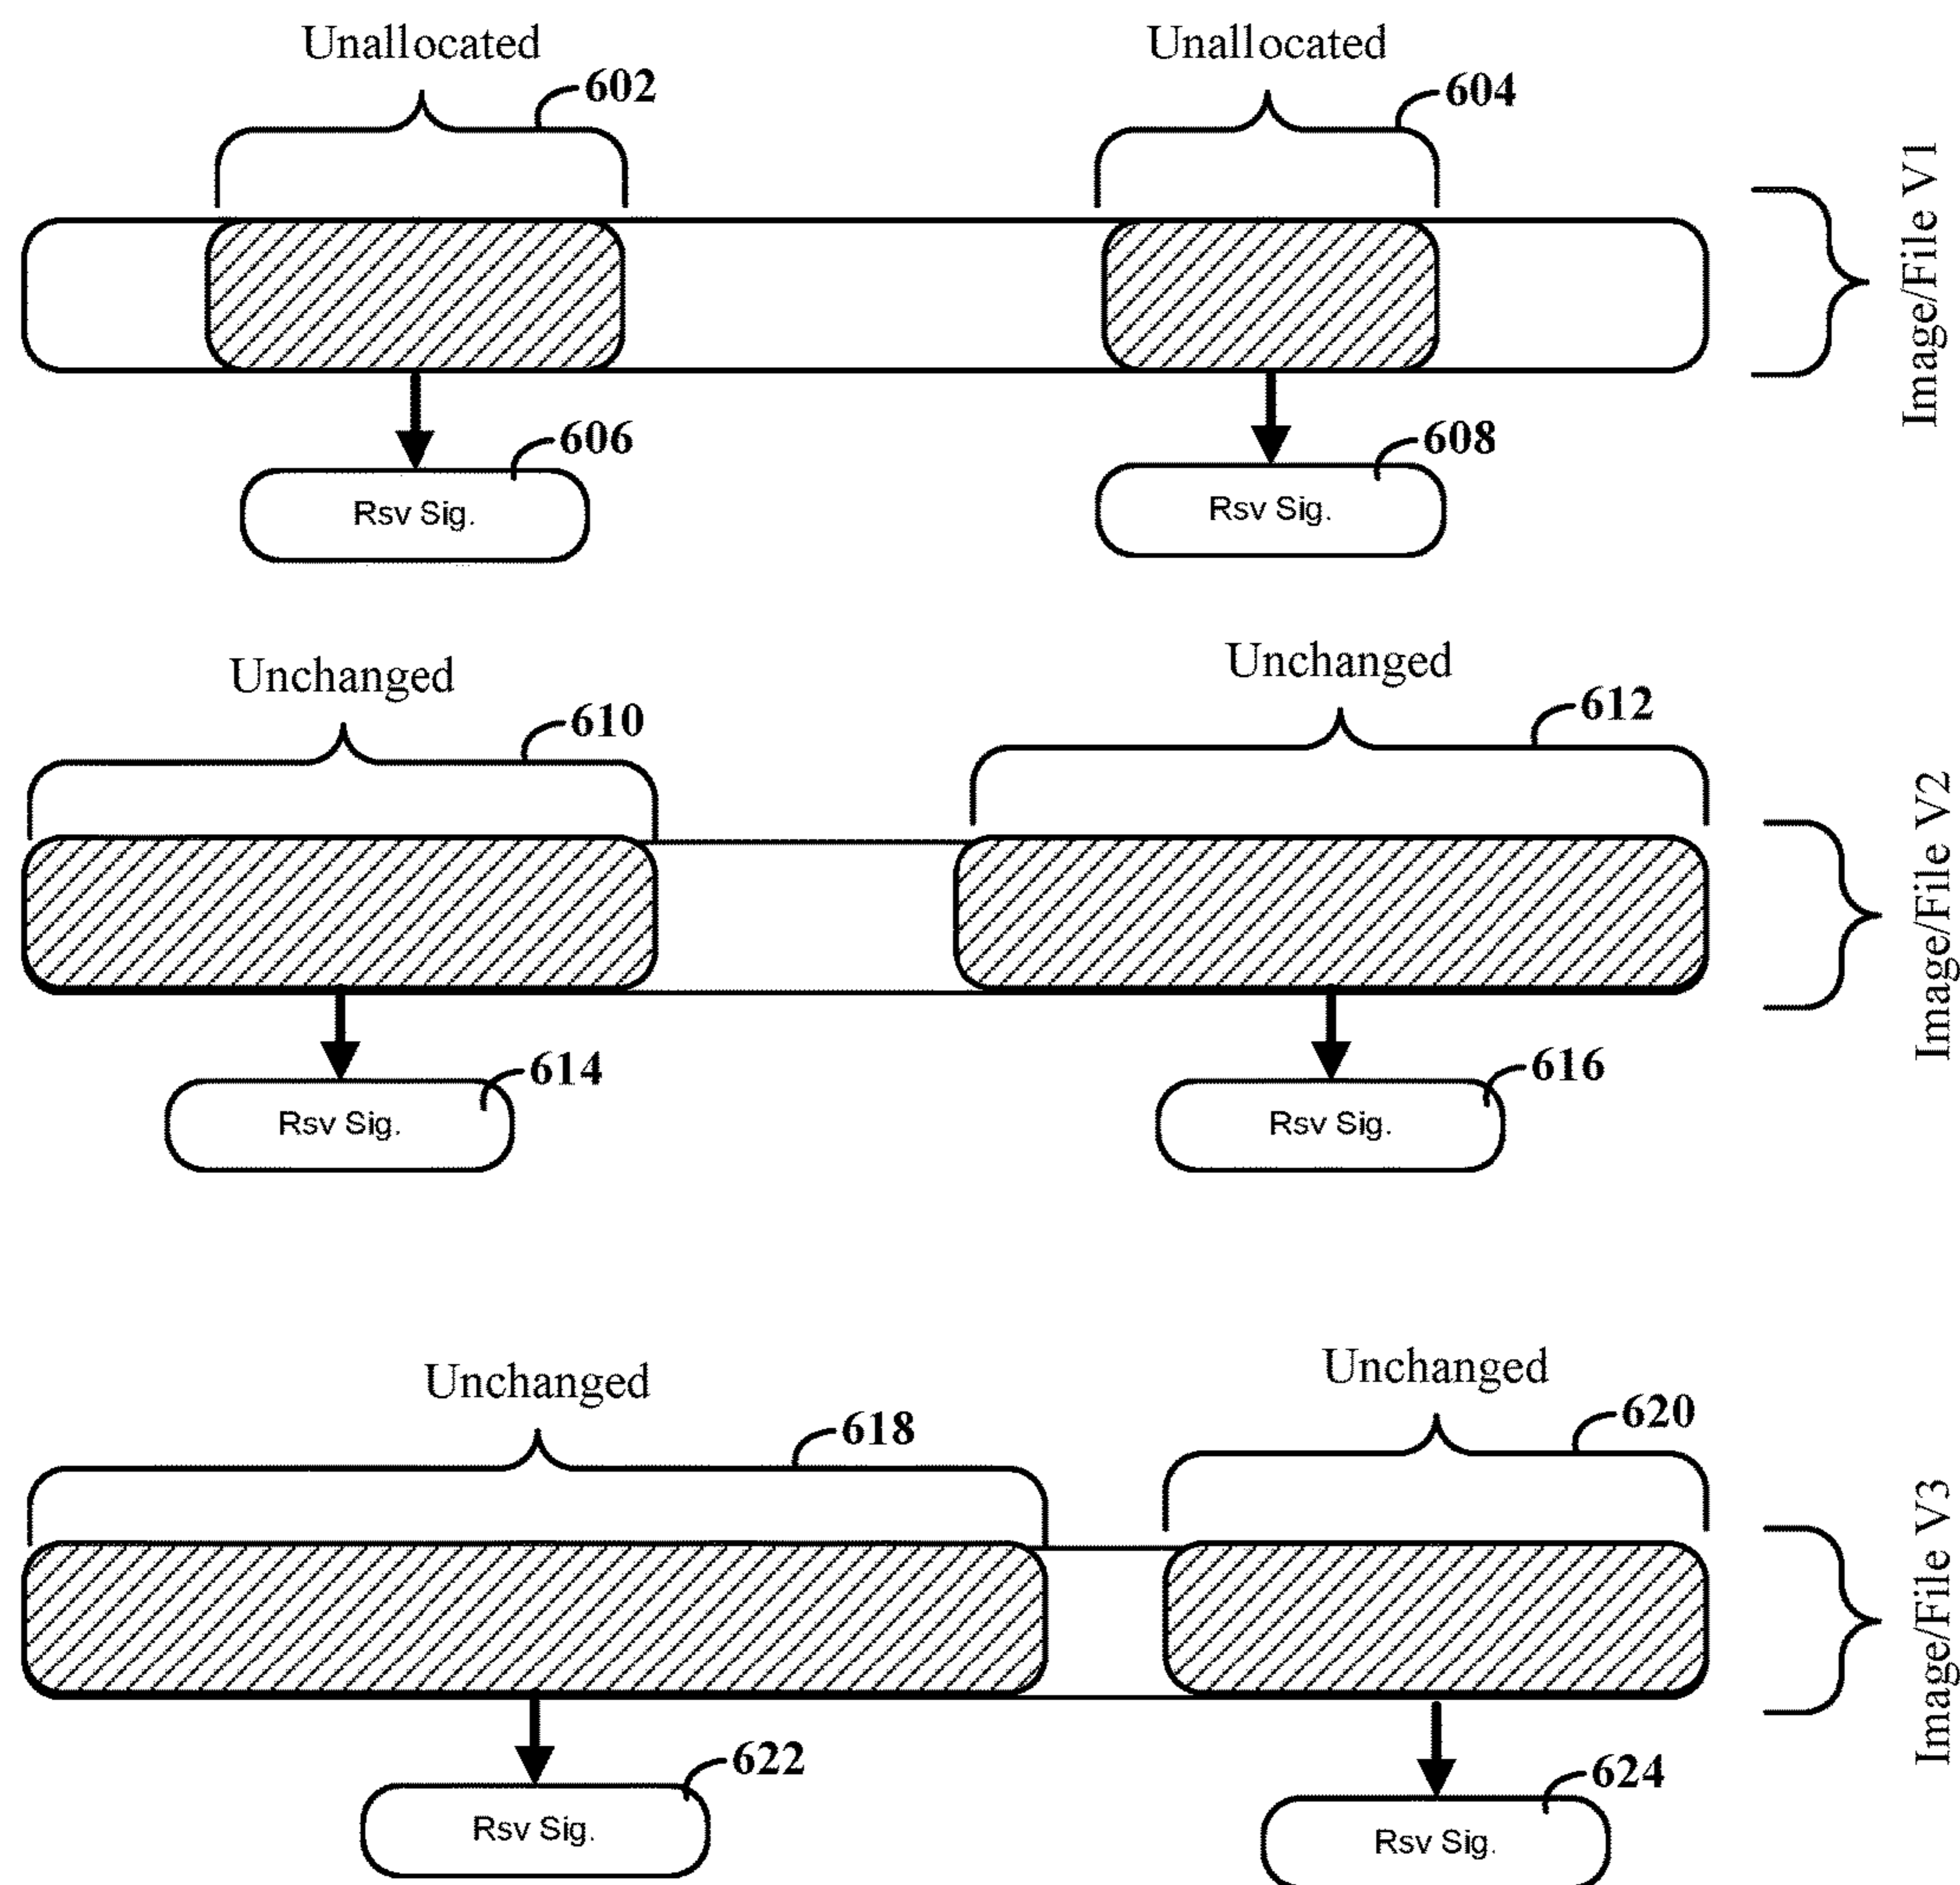 Unallocated
602
Unallocated
604
Image/File V1
606
Rsv Sig.
608
Rsv Sig.
Unchanged
610
Unchanged
612
Image/File V2
614
Rsv Sig.
616
Rsv Sig.
Unchanged
618
Unchanged
620
Image/File V3
622
Rsv Sig.
624
Rsv Sig.